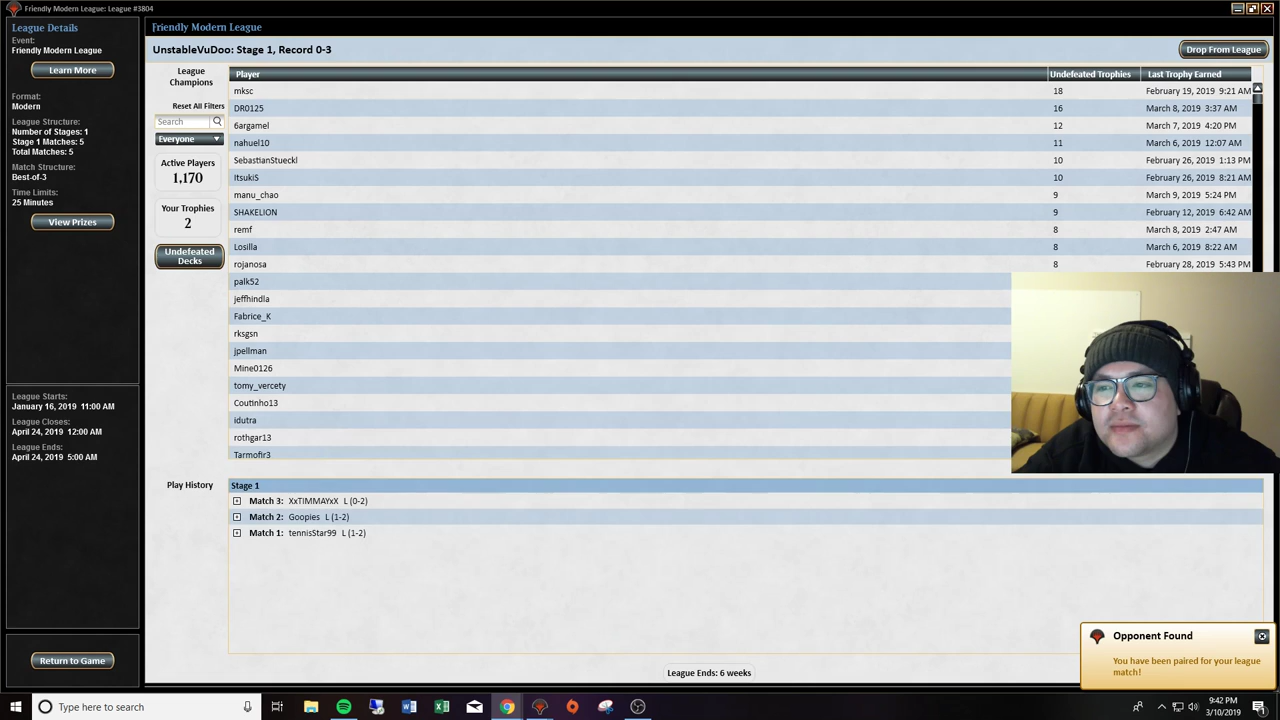 Friendly Modern League: League #3804
League Details
Event:
Friendly Modern League
Learn More
Format:
Modern
League Structure:
Number of Stages: 1
Stage 1 Matches: 5
Total Matches: 5
Match Structure:
Best-of-3
Time Limits:
25 Minutes
View Prizes
League Starts:
January 16, 2019 11:00 AM
League Closes:
April 24, 2019 12:00 AM
League Ends:
April 24, 2019 5:00 AM
Return to Game
Friendly Modern League
UnstableVuDoo: Stage 1, Record 0-3
Drop From League
League
Champions
Reset All Filters
Search
Everyone
Active Players
1,170
Your Trophies
2
Undefeated
Decks
Player Undefeated Trophies Last Trophy Earned
mksc 18 February 19, 2019 9:21 AM
DR0125 16 March 8, 2019 3:37 AM
6argamel 12 March 7, 2019 4:20 PM
nahuel10 11 March 6, 2019 12:07 AM
SebastianStueckl 10 February 26, 2019 1:13 PM
ItsukiS 10 February 26, 2019 8:21 AM
manu_chao 9 March 9, 2019 5:24 PM
SHAKELION 9 February 12, 2019 6:42 AM
remf 8 March 8, 2019 2:47 AM
Losilla 8 March 6, 2019 8:22 AM
rojanosa 8 February 28, 2019 5:43 PM
palk52
jeffhindla
Fabrice_K
rksgsn
jpellman
Mine0126
tomy_vercety
Coutinho13
idutra
rothgar13
Tarmofir3
Play History
Stage 1
Match 3: XxTIMMAYxX L (0-2)
Match 2: Goopies L (1-2)
Match 1: tennisStar99 L (1-2)
League Ends: 6 weeks
Opponent Found
You have been paired for your league
match!
Type here to search
9:42 PM
3/10/2019